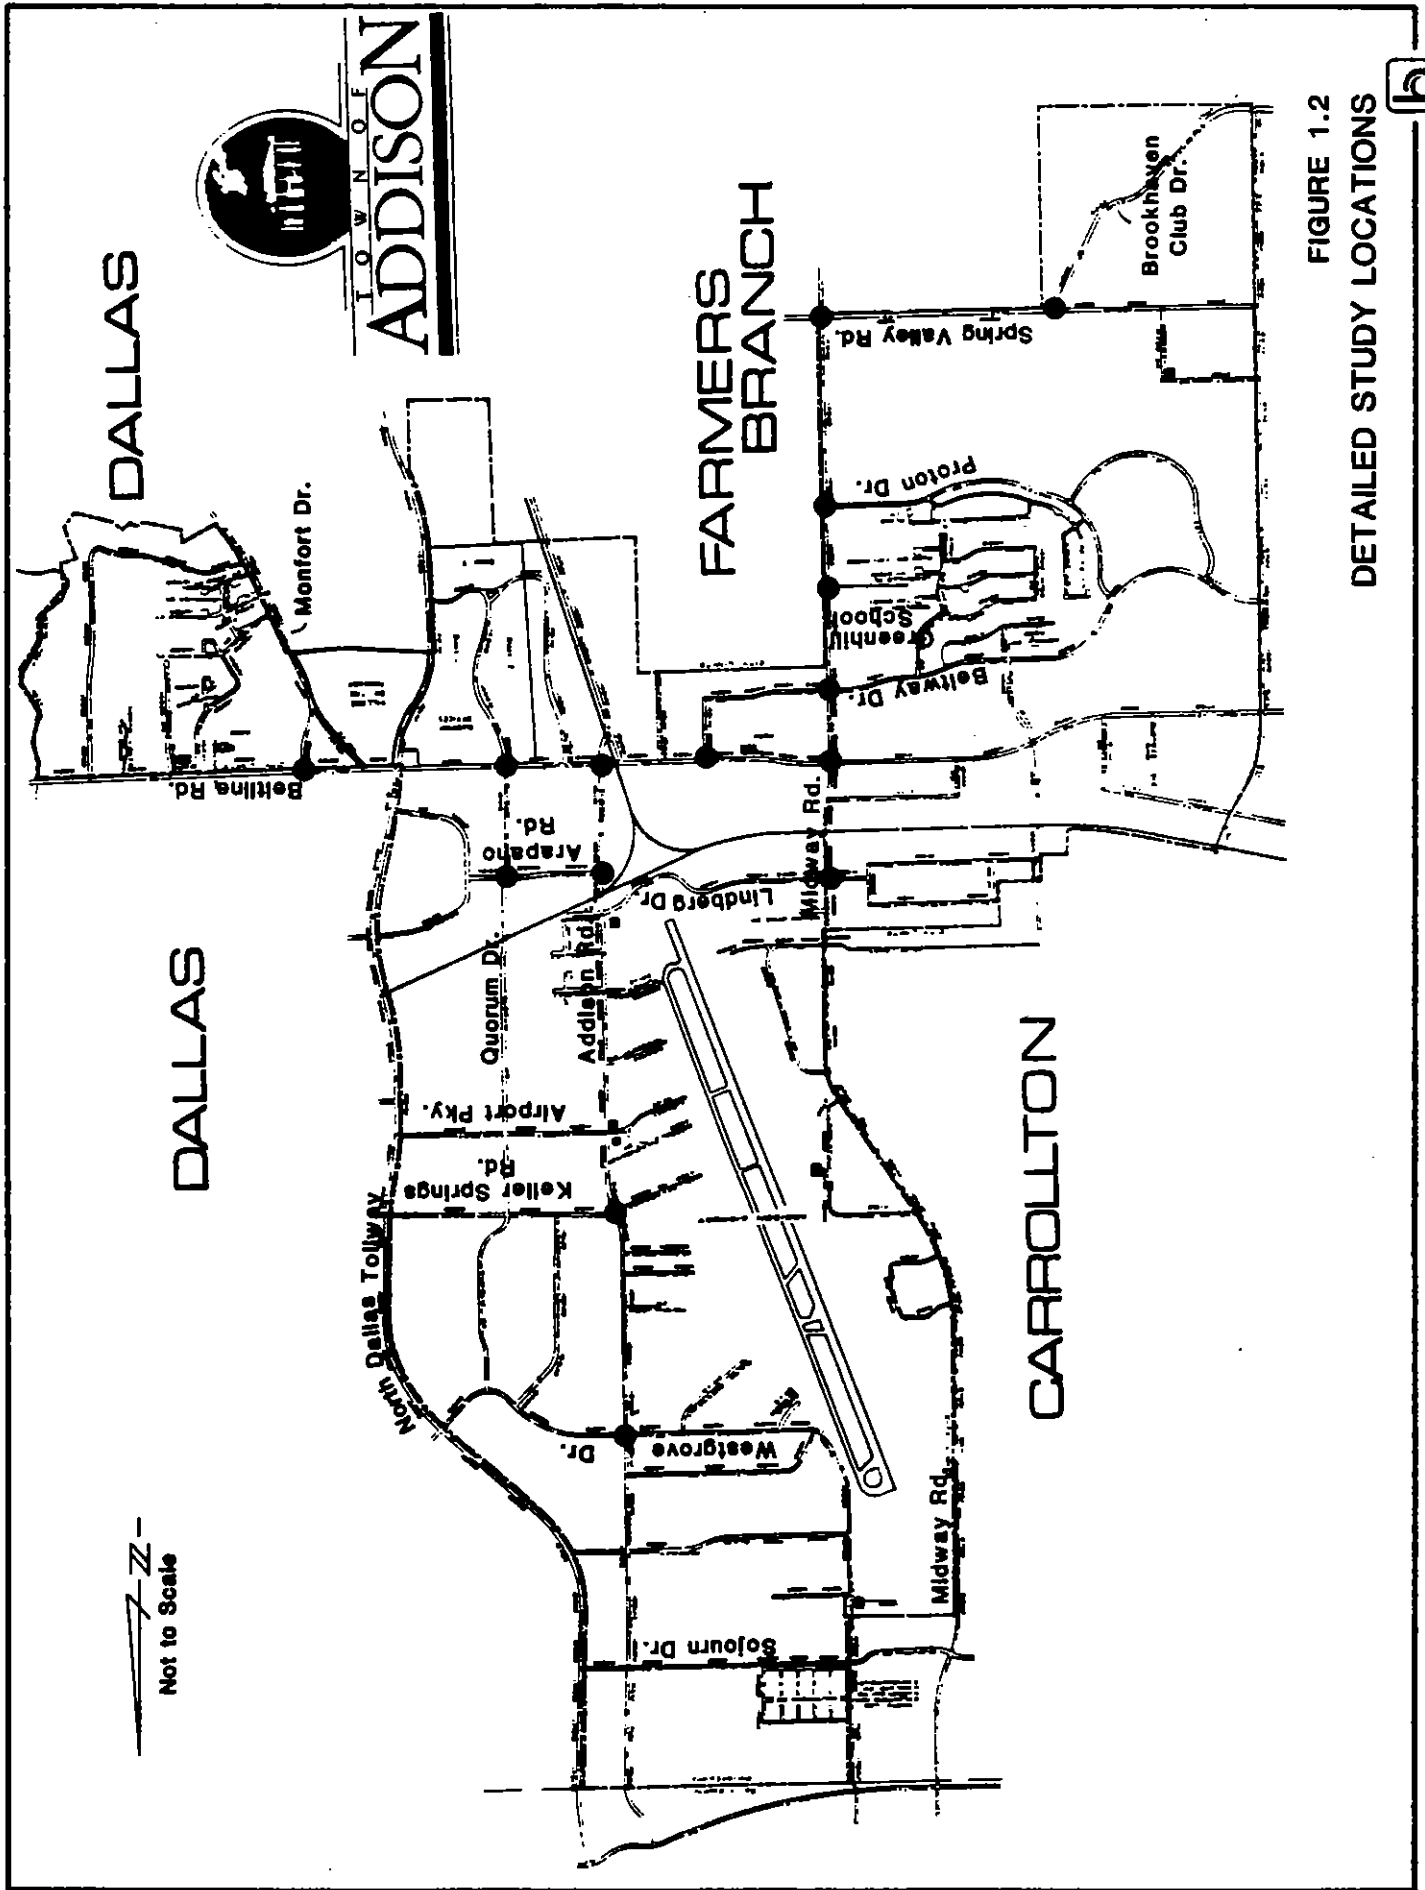 TOWN OF
ADDISON
DALLAS
DALLAS
FARMERS
BRANCH
CARROLLTON
Monfort Dr.
Beltline Rd.
Arapaho
Rd.
Quorum Dr.
Addison Rd.
Lindberg Dr.
Midway Rd.
Airport Pky.
Keller Springs
Rd.
North Dallas Tollway
Westgrove
Dr.
Sojourn Dr.
Midway Rd.
Spring Valley Rd.
Proton Dr.
Greenhill
School
Beltway Dr.
Brookhaven
Club Dr.
N
Not to Scale
FIGURE 1.2
DETAILED STUDY LOCATIONS
h